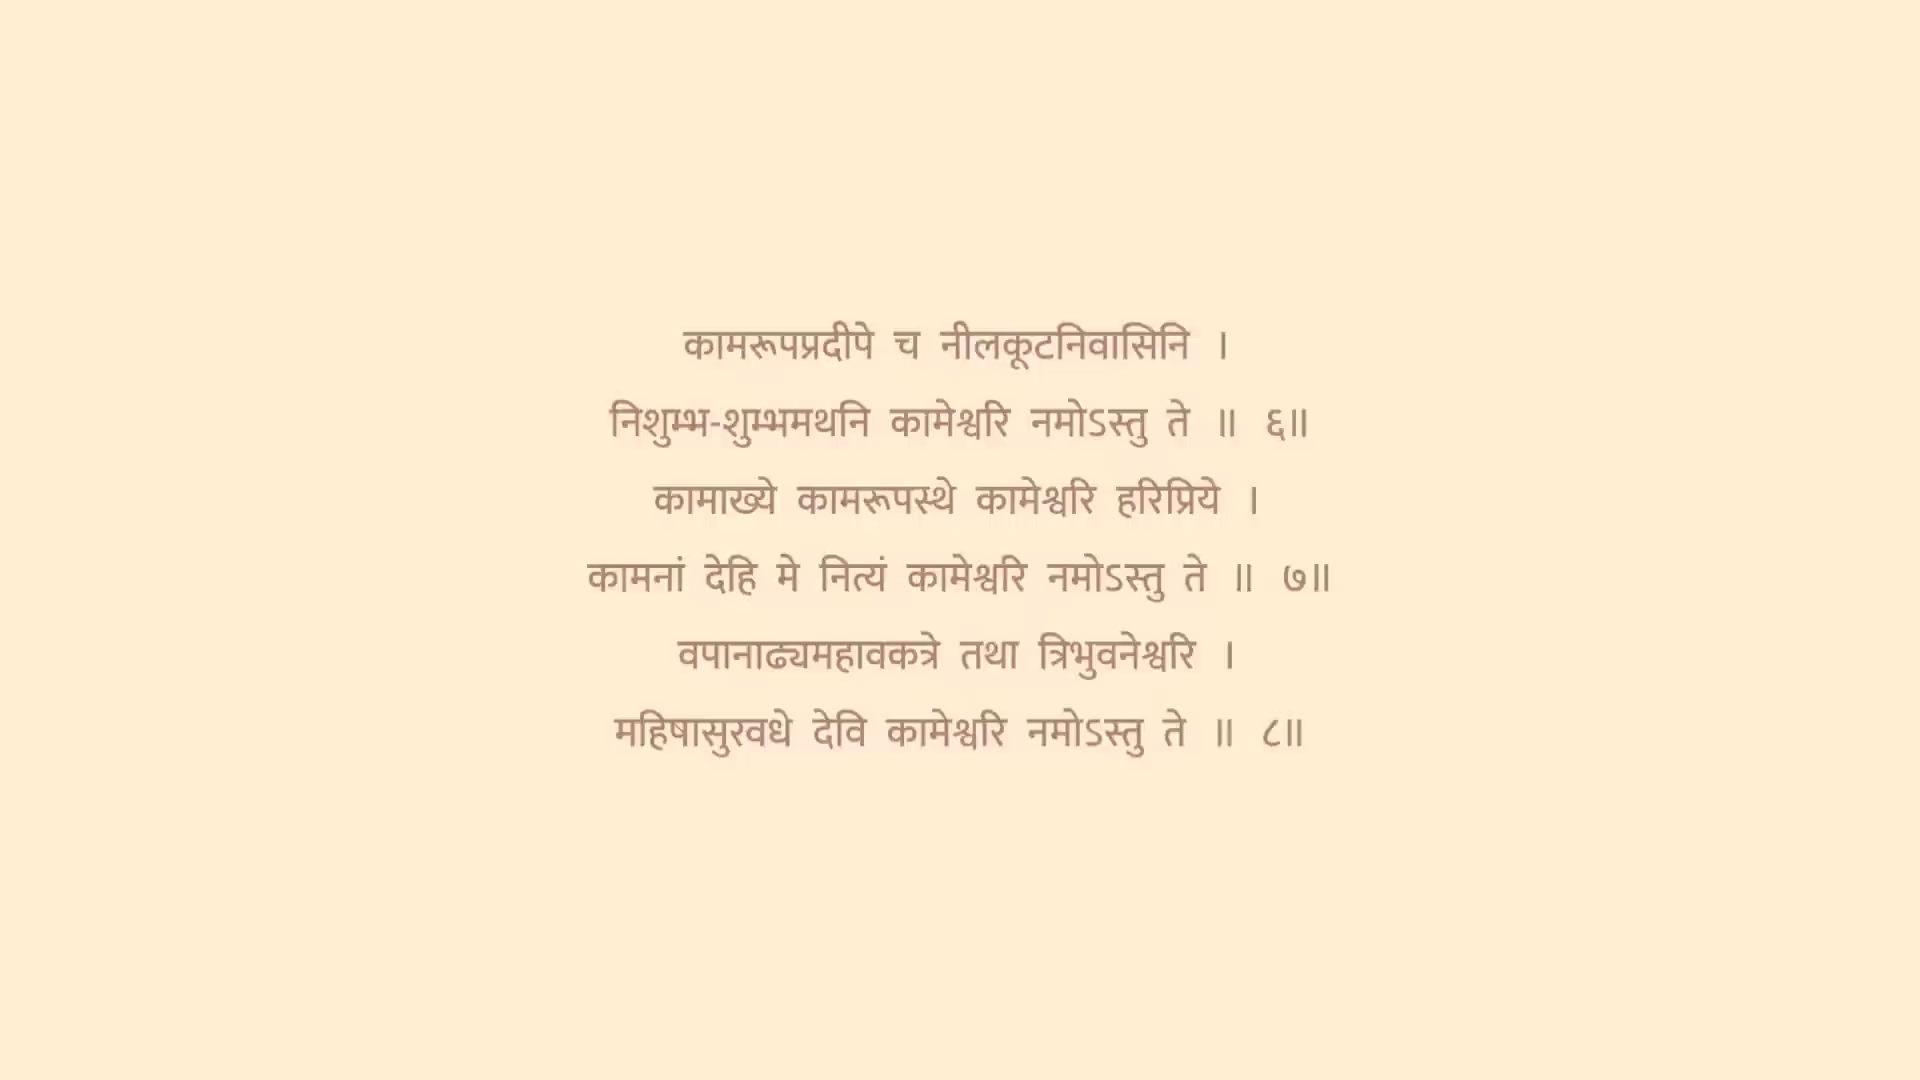 कामरूपप्रदीपे च नीलकूटनिवासिनि ।
निशुम्भ-शुम्भमथनि कामेश्वरि नमोऽस्तु ते ॥ ६॥
कामाख्ये कामरूपस्थे कामेश्वरि हरिप्रिये ।
कामनां देहि मे नित्यं कामेश्वरि नमोऽस्तु ते ॥ ७॥
वपानाढ्यमहावकत्रे तथा त्रिभुवनेश्वरि ।
महिषासुरवधे देवि कामेश्वरि नमोऽस्तु ते ॥ ८॥